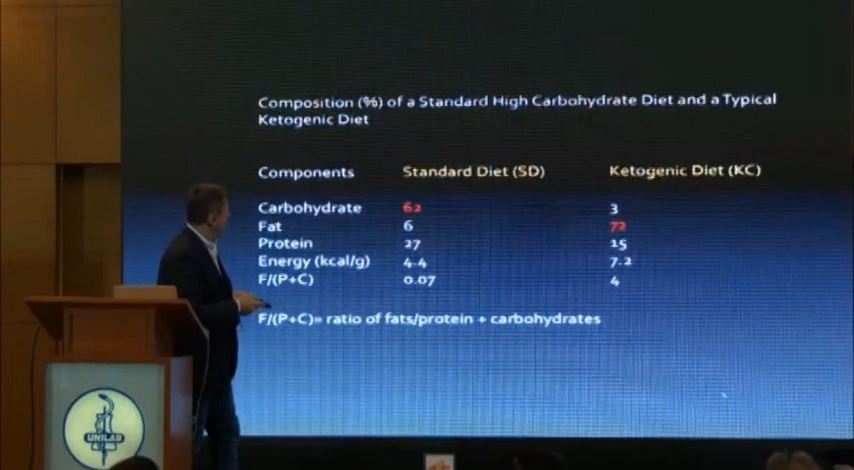 Composition (%) of a Standard High Carbohydrate Diet and a Typical
Ketogenic Diet
Components Standard Diet (SD) Ketogenic Diet (KC)
Carbohydrate 62 3
Fat 6 72
Protein 27 15
Energy (kcal/g) 4.4 7.2
F/(P+C) 0.07 4
F/(P+C)= ratio of fats/protein + carbohydrates
UNILAB